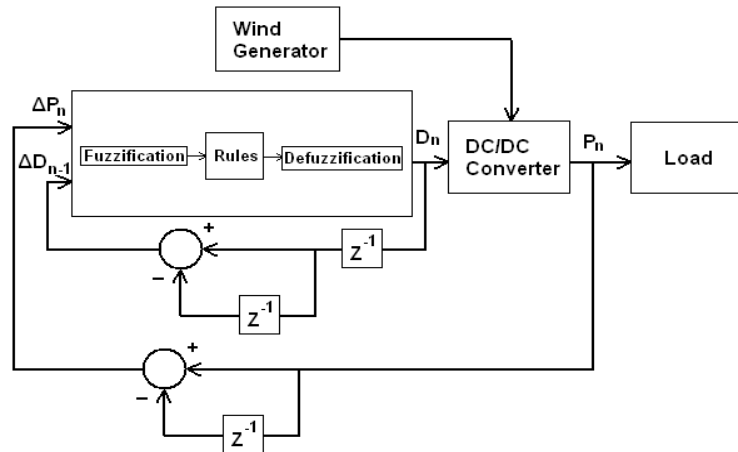 Wind
Generator
ΔPₙ
Dₙ
DC/DC
Converter
Pₙ
Load
Fuzzification
Rules
Defuzzification
ΔDₙ₋₁
+
−
Z⁻¹
Z⁻¹
+
−
Z⁻¹